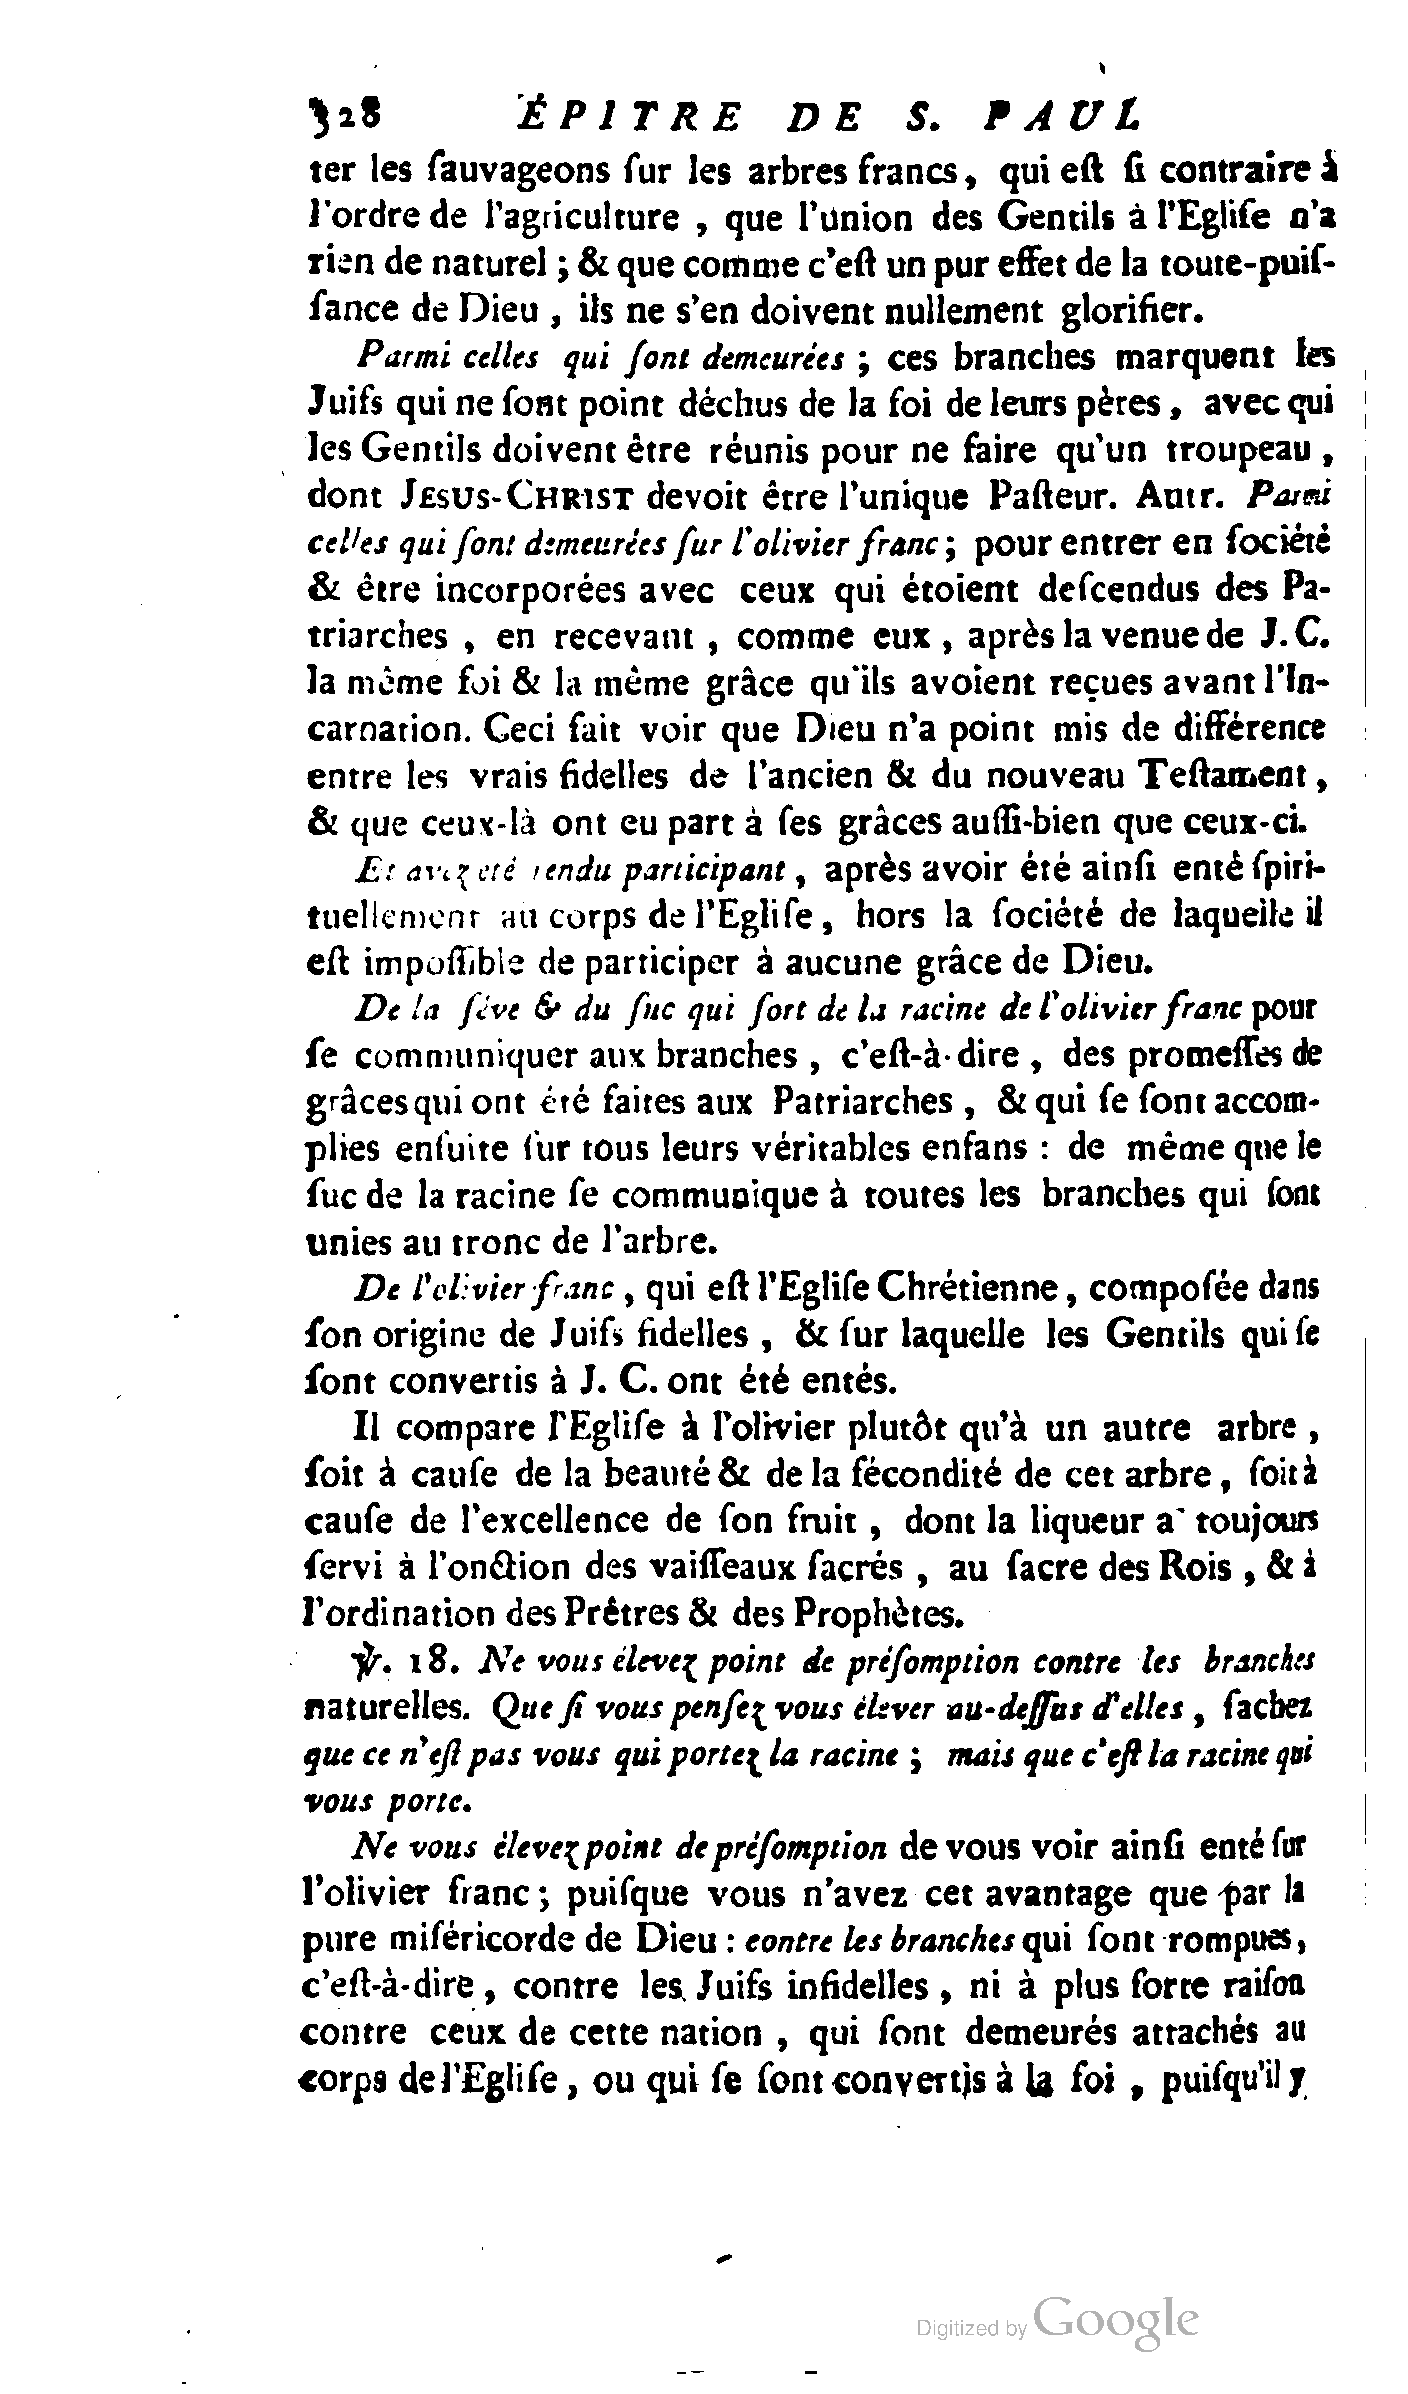 328 ÉPITRE DE S. PAUL
ter les ſauvageons ſur les arbres francs, qui eſt ſi contraire à
l'ordre de l'agriculture , que l'union des Gentils à l'Egliſe n'a
rien de naturel ; & que comme c'eſt un pur effet de la toute-puiſ-
ſance de Dieu , ils ne s'en doivent nullement glorifier.
Parmi celles qui ſont demeurées ; ces branches marquent les
Juifs qui ne ſont point déchus de la foi de leurs pères, avec qui
les Gentils doivent être réunis pour ne faire qu'un troupeau ,
dont JESUS-CHRIST devoit être l'unique Paſteur. Autr. Parmi
celles qui ſont demeurées ſur l'olivier franc ; pour entrer en ſociété
& être incorporées avec ceux qui étoient deſcendus des Pa-
triarches , en recevant , comme eux , après la venue de J. C.
la même foi & la même grâce qu'ils avoient reçues avant l'In-
carnation. Ceci fait voir que Dieu n'a point mis de différence
entre les vrais fidelles de l'ancien & du nouveau Teſtament ,
& que ceux-là ont eu part à ſes grâces auſſi-bien que ceux-ci.
Et avez été rendu participant , après avoir été ainſi enté ſpiri-
tuellement au corps de l'Egliſe, hors la ſociété de laquelle il
eſt impoſſible de participer à aucune grâce de Dieu.
De la ſéve & du ſuc qui ſort de la racine de l'olivier franc pour
ſe communiquer aux branches , c'eſt-à-dire , des promeſſes de
grâces qui ont été faites aux Patriarches , & qui ſe ſont accom-
plies enſuite ſur tous leurs véritables enfans : de même que le
ſuc de la racine ſe communique à toutes les branches qui ſont
unies au tronc de l'arbre.
De l'olivier franc , qui eſt l'Egliſe Chrétienne, compoſée dans
ſon origine de Juifs fidelles , & ſur laquelle les Gentils qui ſe
ſont convertis à J. C. ont été entés.
Il compare l'Egliſe à l'olivier plutôt qu'à un autre arbre ,
ſoit à cauſe de la beauté & de la fécondité de cet arbre, ſoit à
cauſe de l'excellence de ſon fruit , dont la liqueur a toujours
ſervi à l'onction des vaiſſeaux ſacrés , au ſacre des Rois , & à
l'ordination des Prêtres & des Prophètes.
℣. 18. Ne vous élevez point de préſomption contre les branches
naturelles. Que ſi vous penſez vous élever au-deſſus d'elles , ſachez
que ce n'eſt pas vous qui portez la racine ; mais que c'eſt la racine qui
vous porte.
Ne vous élevez point de préſomption de vous voir ainſi enté ſur
l'olivier franc ; puiſque vous n'avez cet avantage que par la
pure miſéricorde de Dieu : contre les branches qui ſont rompues,
c'eſt-à-dire , contre les Juifs infidelles , ni à plus forte raiſon
contre ceux de cette nation , qui ſont demeurés attachés au
corps de l'Egliſe, ou qui ſe ſont convertis à la foi , puiſqu'il y
Digitized by Google